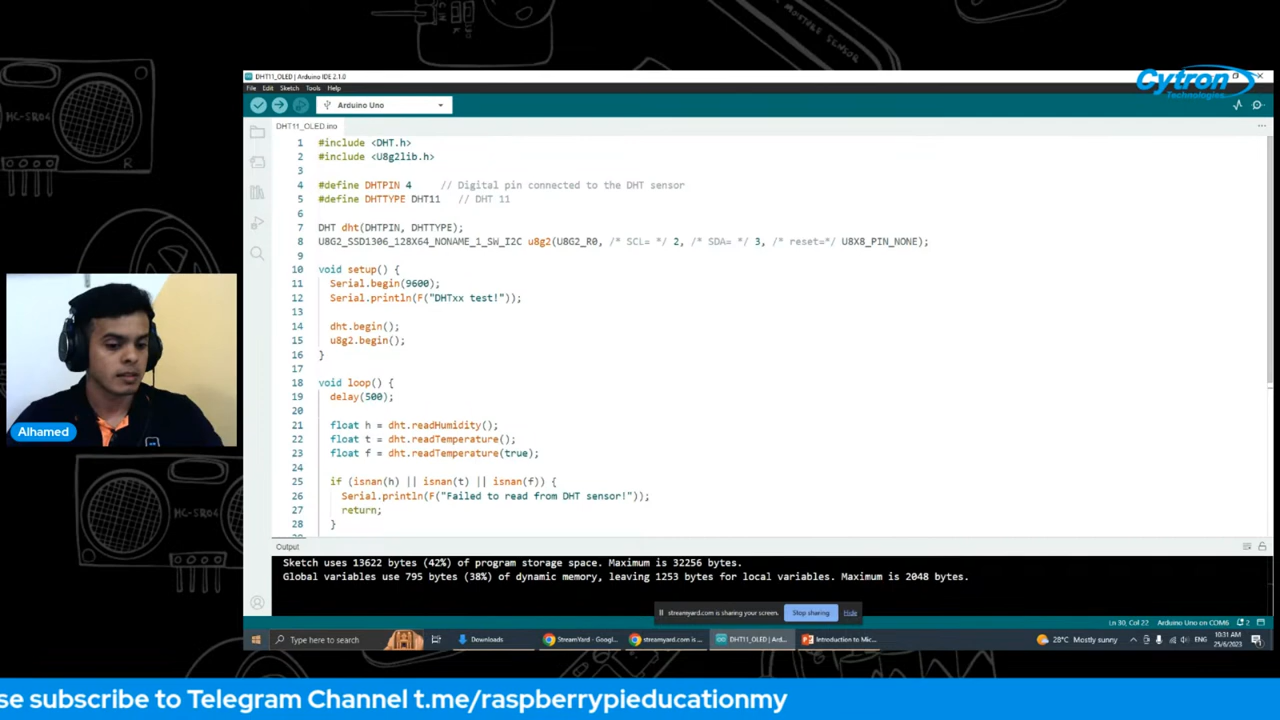 HC-SR04
DHT11_OLED | Arduino IDE 2.1.0
Cytron
Technologies
File Edit Sketch Tools Help
Arduino Uno
DHT11_OLED.ino
1 #include <DHT.h>
2 #include <U8g2lib.h>
3
4 #define DHTPIN 4 // Digital pin connected to the DHT sensor
5 #define DHTTYPE DHT11 // DHT 11
6
7 DHT dht(DHTPIN, DHTTYPE);
8 U8G2_SSD1306_128X64_NONAME_1_SW_I2C u8g2(U8G2_R0, /* SCL= */ 2, /* SDA= */ 3, /* reset=*/ U8X8_PIN_NONE);
9
10 void setup() {
11 Serial.begin(9600);
12 Serial.println(F("DHTxx test!"));
13
14 dht.begin();
15 u8g2.begin();
16 }
17
18 void loop() {
19 delay(500);
20
21 float h = dht.readHumidity();
22 float t = dht.readTemperature();
23 float f = dht.readTemperature(true);
24
25 if (isnan(h) || isnan(t) || isnan(f)) {
26 Serial.println(F("Failed to read from DHT sensor!"));
27 return;
28 }
Alhamed
HC-SR04
Output
Sketch uses 13622 bytes (42%) of program storage space. Maximum is 32256 bytes.
Global variables use 795 bytes (38%) of dynamic memory, leaving 1253 bytes for local variables. Maximum is 2048 bytes.
streamyard.com is sharing your screen. Stop sharing Hide
Ln 30, Col 22 Arduino Uno on COM6 2
Type here to search Downloads StreamYard - Googl... streamyard.com is ... DHT11_OLED | Ard... Introduction to Mic... 28°C Mostly sunny ENG 10:31 AM
25/6/2023
se subscribe to Telegram Channel t.me/raspberrypieducationmy